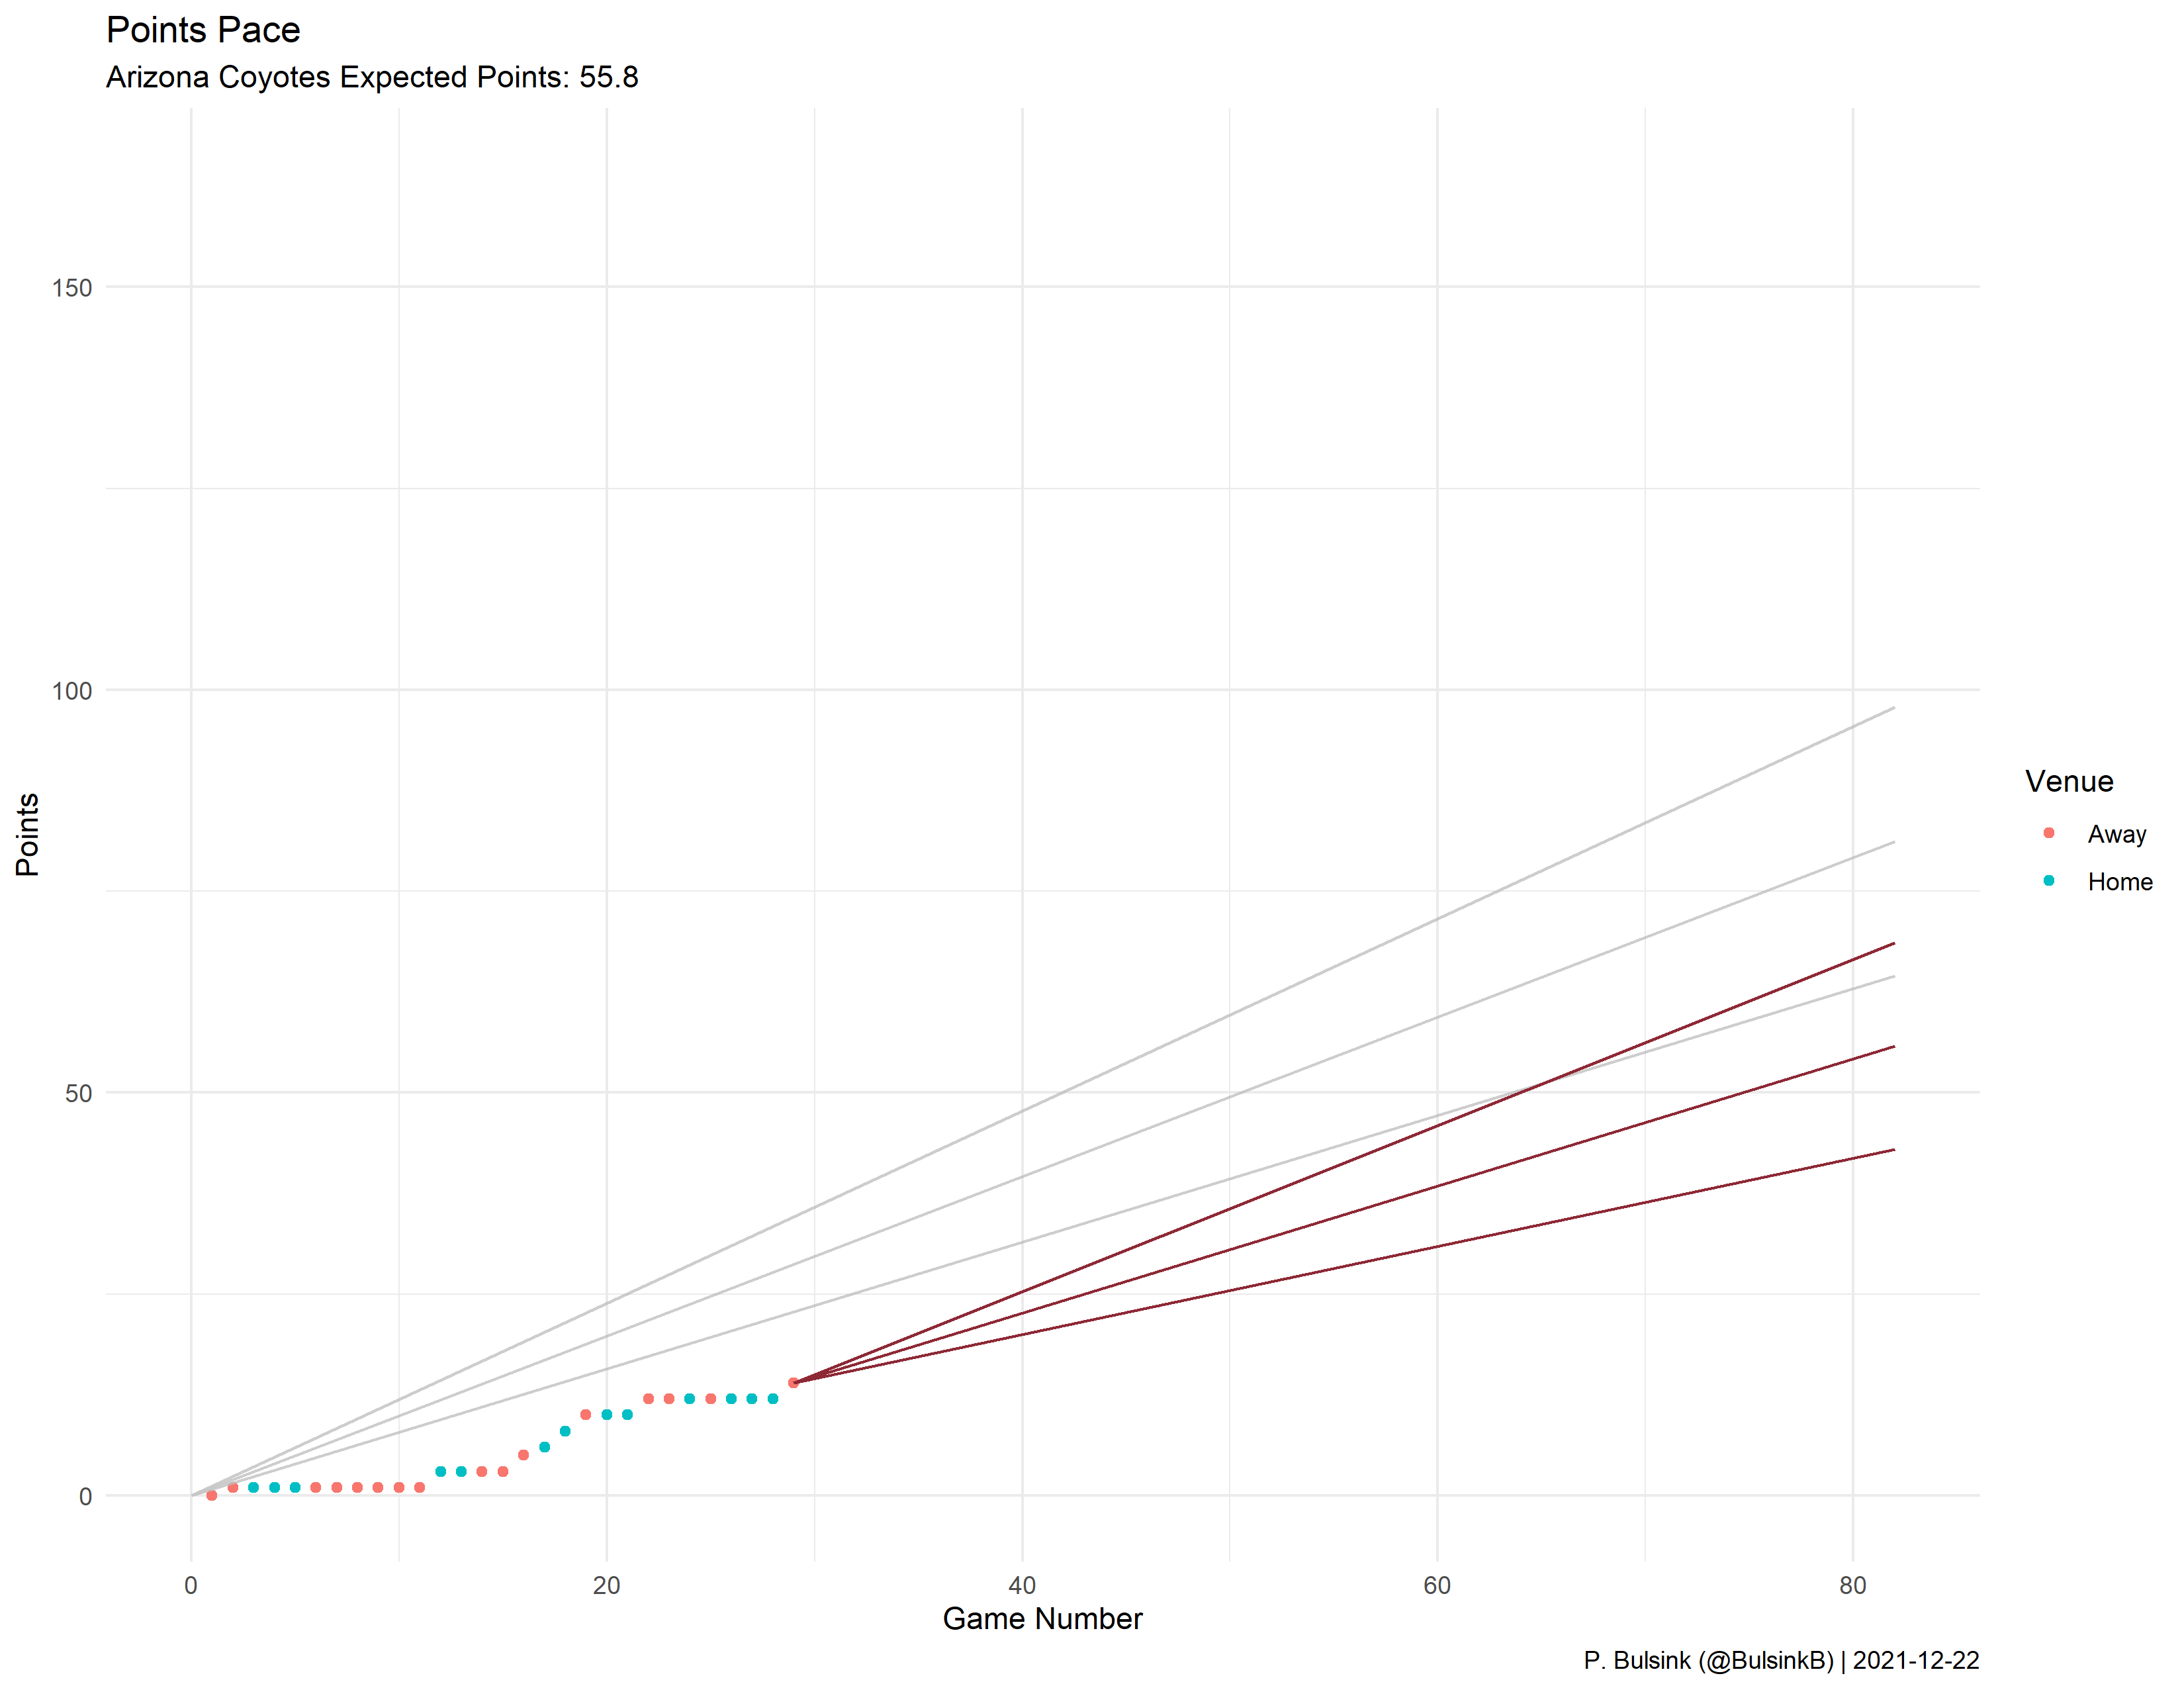 Points Pace
Arizona Coyotes Expected Points: 55.8
150
100
50
0
Points
0 20 40 60 80
Game Number
Venue
Away
Home
P. Bulsink (@BulsinkB) | 2021-12-22